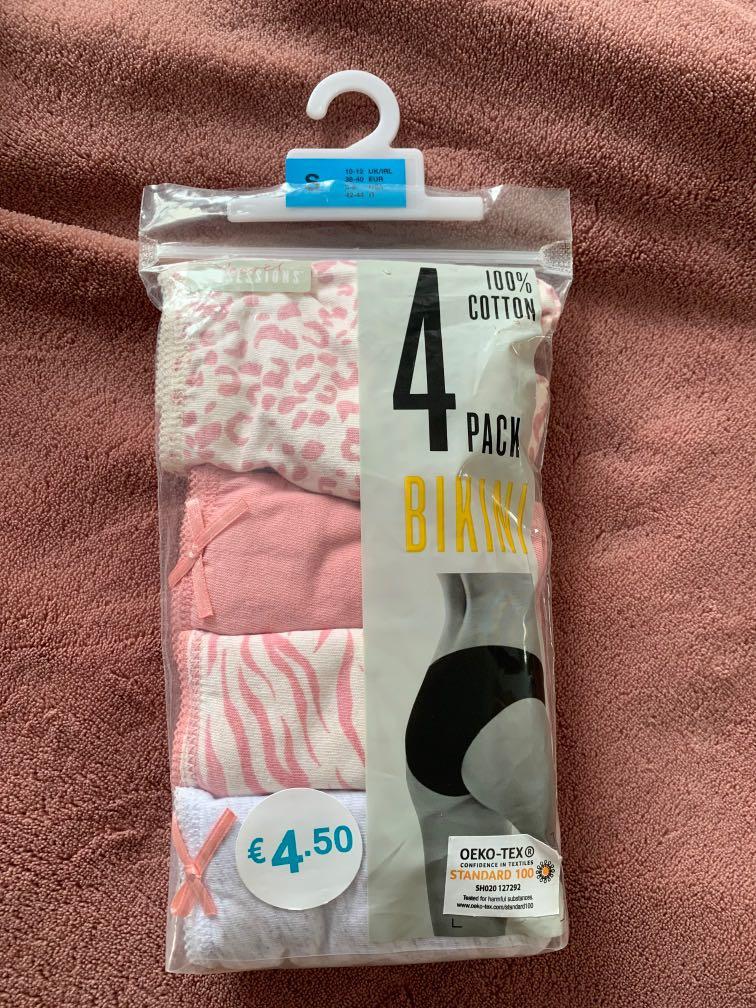 S
10-12 UK/IRL
38-40 EUR
42-44 IT
100%
COTTON
4
PACK
BIKINI
€4.50
OEKO-TEX®
CONFIDENCE IN TEXTILES
STANDARD 100
SH020 127292
Tested for harmful substances.
www.oeko-tex.com/standard100